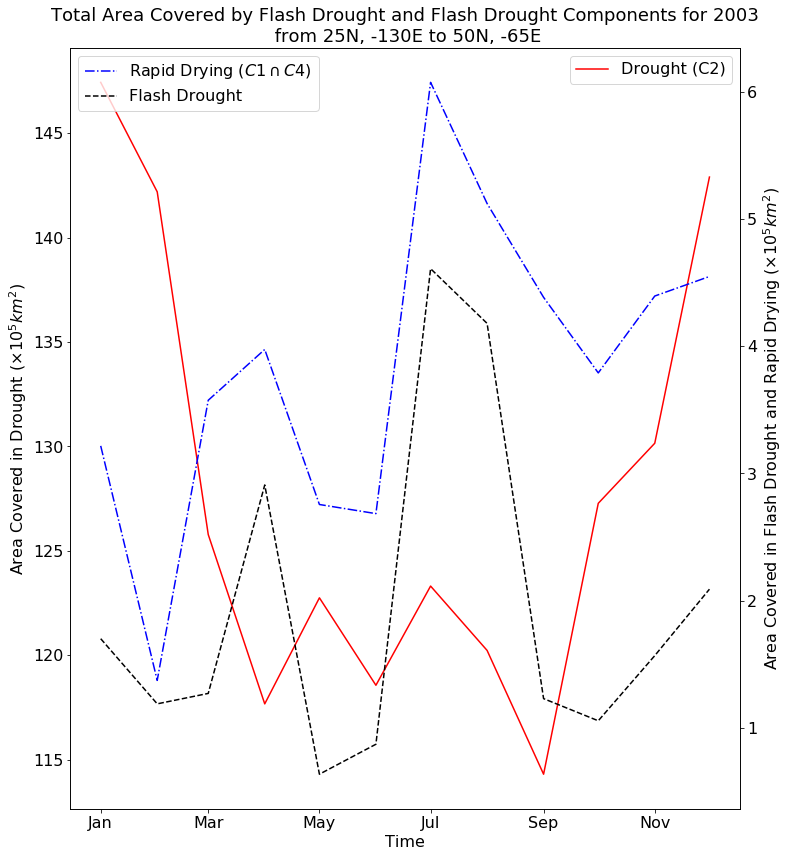 Total Area Covered by Flash Drought and Flash Drought Components for 2003
from 25N, -130E to 50N, -65E
Rapid Drying (C1 ∩ C4)
Flash Drought
Drought (C2)
Area Covered in Drought (×10⁵km²)
145
140
135
130
125
120
115
6
5
4
3
2
1
Area Covered in Flash Drought and Rapid Drying (×10⁵km²)
Jan
Mar
May
Jul
Sep
Nov
Time